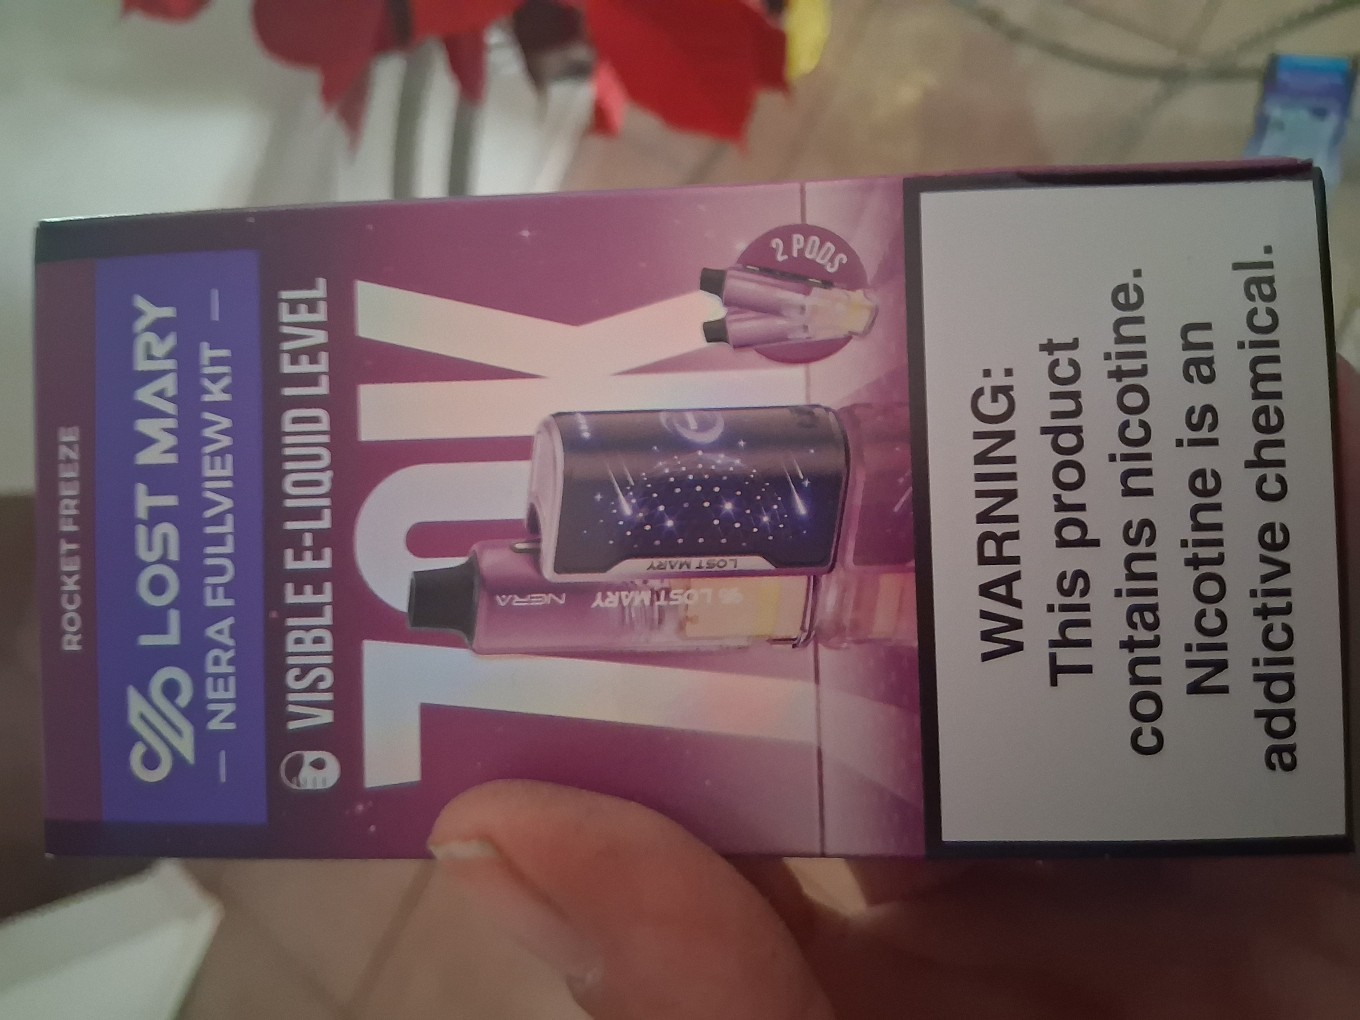 ROCKET FREEZE
LOST MARY
NERA FULLVIEW KIT
VISIBLE E-LIQUID LEVEL
70K
2 PODS
LOST MARY
NERA
LOST MARY
WARNING:
This product
contains nicotine.
Nicotine is an
addictive chemical.